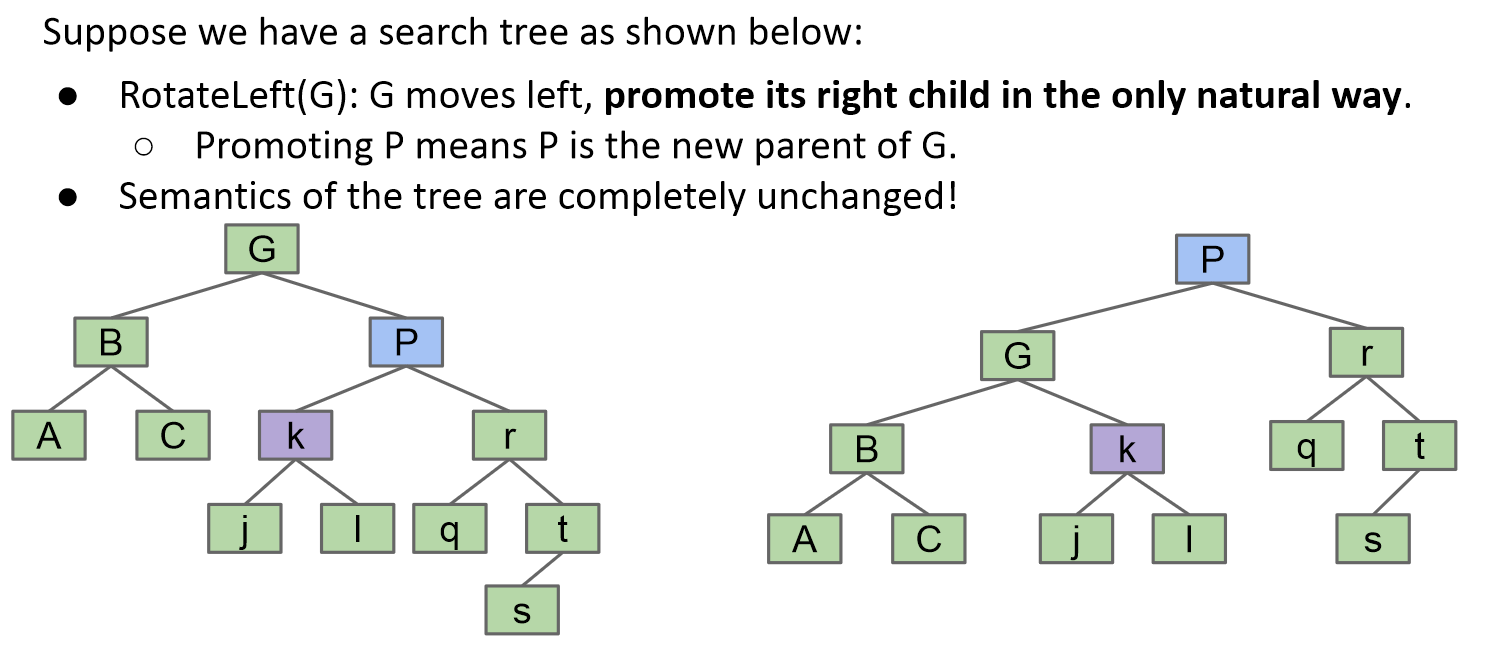 Suppose we have a search tree as shown below:
● RotateLeft(G): G moves left, promote its right child in the only natural way.
○ Promoting P means P is the new parent of G.
● Semantics of the tree are completely unchanged!
G
B P
A C k r
j l q t
s
P
G r
B k q t
A C j l s